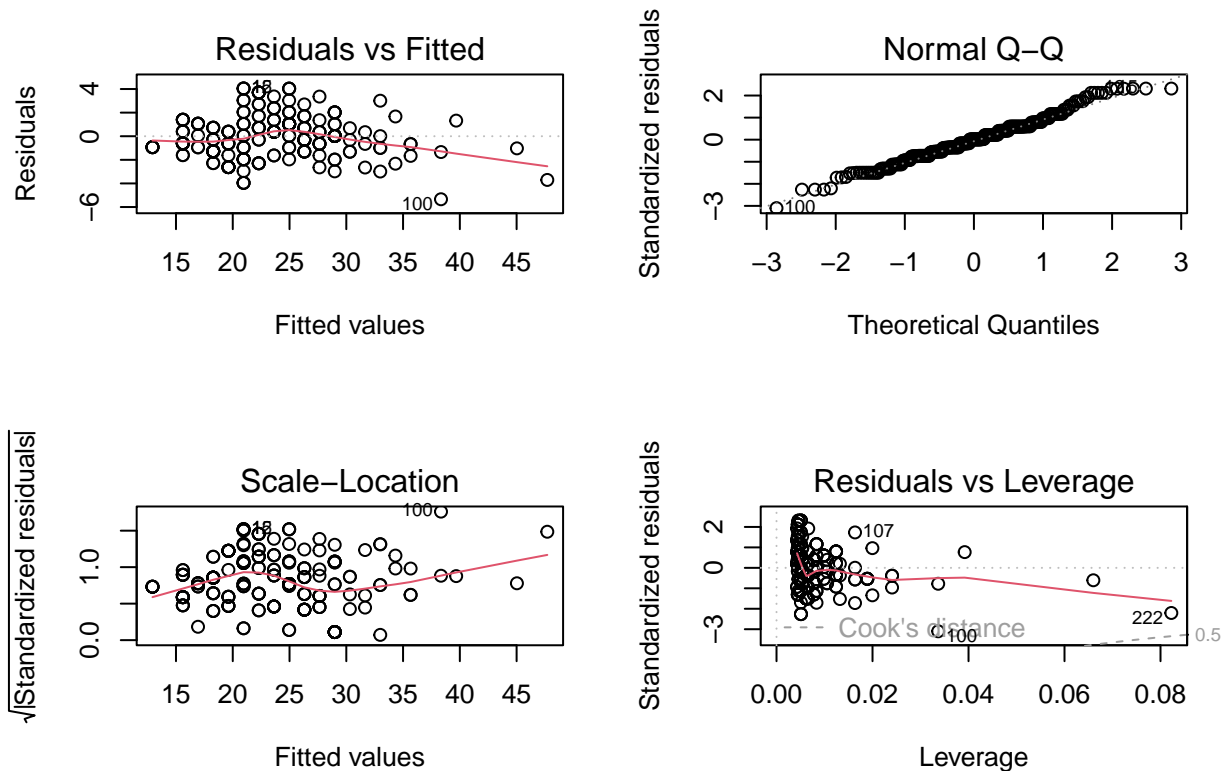 Residuals vs Fitted
Residuals
4
0
−6
100
15 20 25 30 35 40 45
Fitted values
Normal Q−Q
Standardized residuals
2
0
−3
100
−3 −2 −1 0 1 2 3
Theoretical Quantiles
Scale−Location
√|Standardized residuals|
1.0
0.0
100
15 20 25 30 35 40 45
Fitted values
Residuals vs Leverage
Standardized residuals
2
0
−3
107
222
100
Cook's distance
0.5
0.00 0.02 0.04 0.06 0.08
Leverage